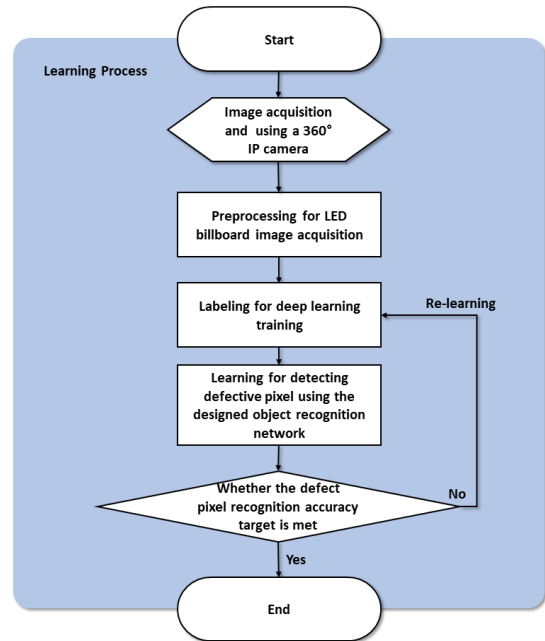 Start
Learning Process
Image acquisition
and using a 360°
IP camera
Preprocessing for LED
billboard image acquisition
Labeling for deep learning
training
Re-learning
Learning for detecting
defective pixel using the
designed object recognition
network
Whether the defect
pixel recognition accuracy
target is met
No
Yes
End